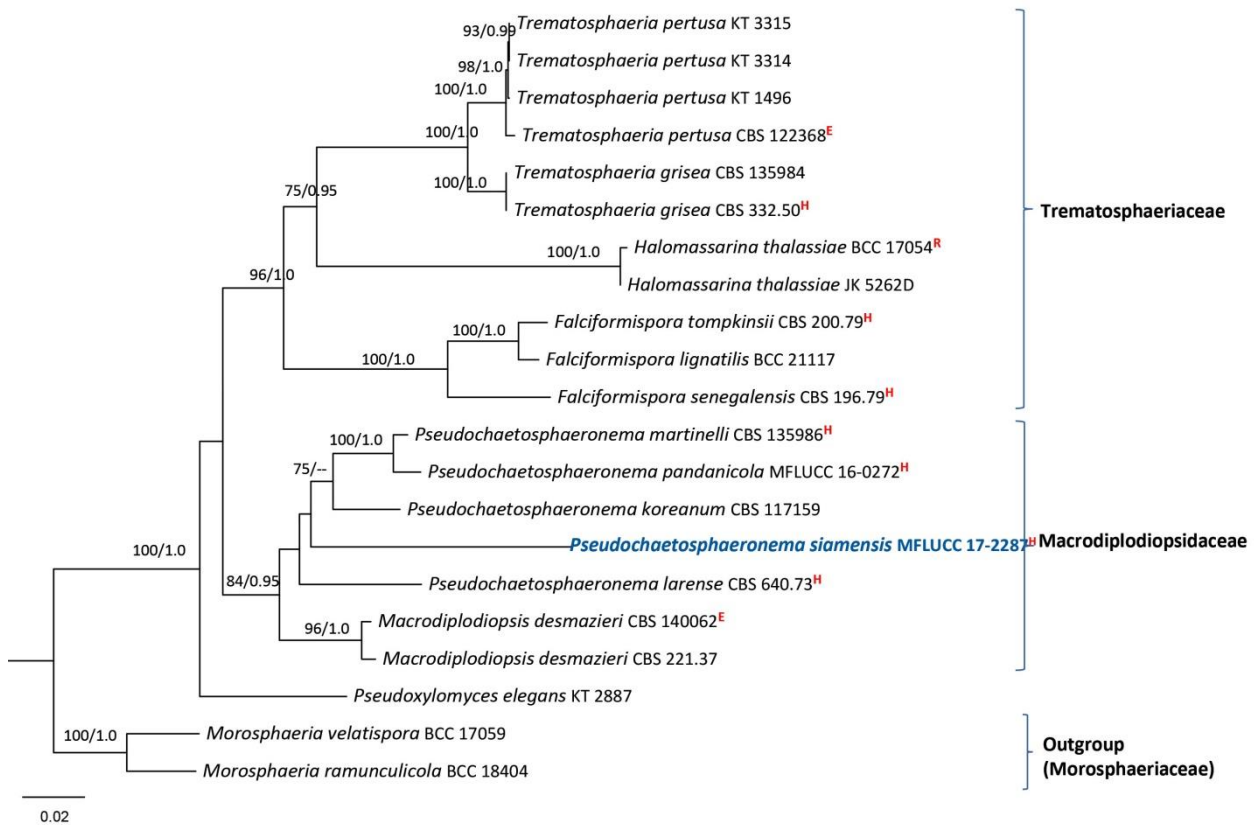 Trematosphaeria pertusa KT 3315
93/0.99
Trematosphaeria pertusa KT 3314
98/1.0
100/1.0
Trematosphaeria pertusa KT 1496
100/1.0
Trematosphaeria pertusa CBS 122368E
Trematosphaeria grisea CBS 135984
100/1.0
75/0.95
Trematosphaeria grisea CBS 332.50H
Trematosphaeriaceae
Halomassarina thalassiae BCC 17054R
100/1.0
96/1.0
Halomassarina thalassiae JK 5262D
Falciformispora tompkinsii CBS 200.79H
100/1.0
Falciformispora lignatilis BCC 21117
100/1.0
Falciformispora senegalensis CBS 196.79H
Pseudochaetosphaeronema martinelli CBS 135986H
100/1.0
75/--
Pseudochaetosphaeronema pandanicola MFLUCC 16-0272H
Pseudochaetosphaeronema koreanum CBS 117159
Pseudochaetosphaeronema siamensis MFLUCC 17-2287H
Macrodiplodiopsidaceae
100/1.0
84/0.95
Pseudochaetosphaeronema larense CBS 640.73H
Macrodiplodiopsis desmazieri CBS 140062E
96/1.0
Macrodiplodiopsis desmazieri CBS 221.37
Pseudoxylomyces elegans KT 2887
Morosphaeria velatispora BCC 17059
100/1.0
Outgroup
(Morosphaeriaceae)
Morosphaeria ramunculicola BCC 18404
0.02